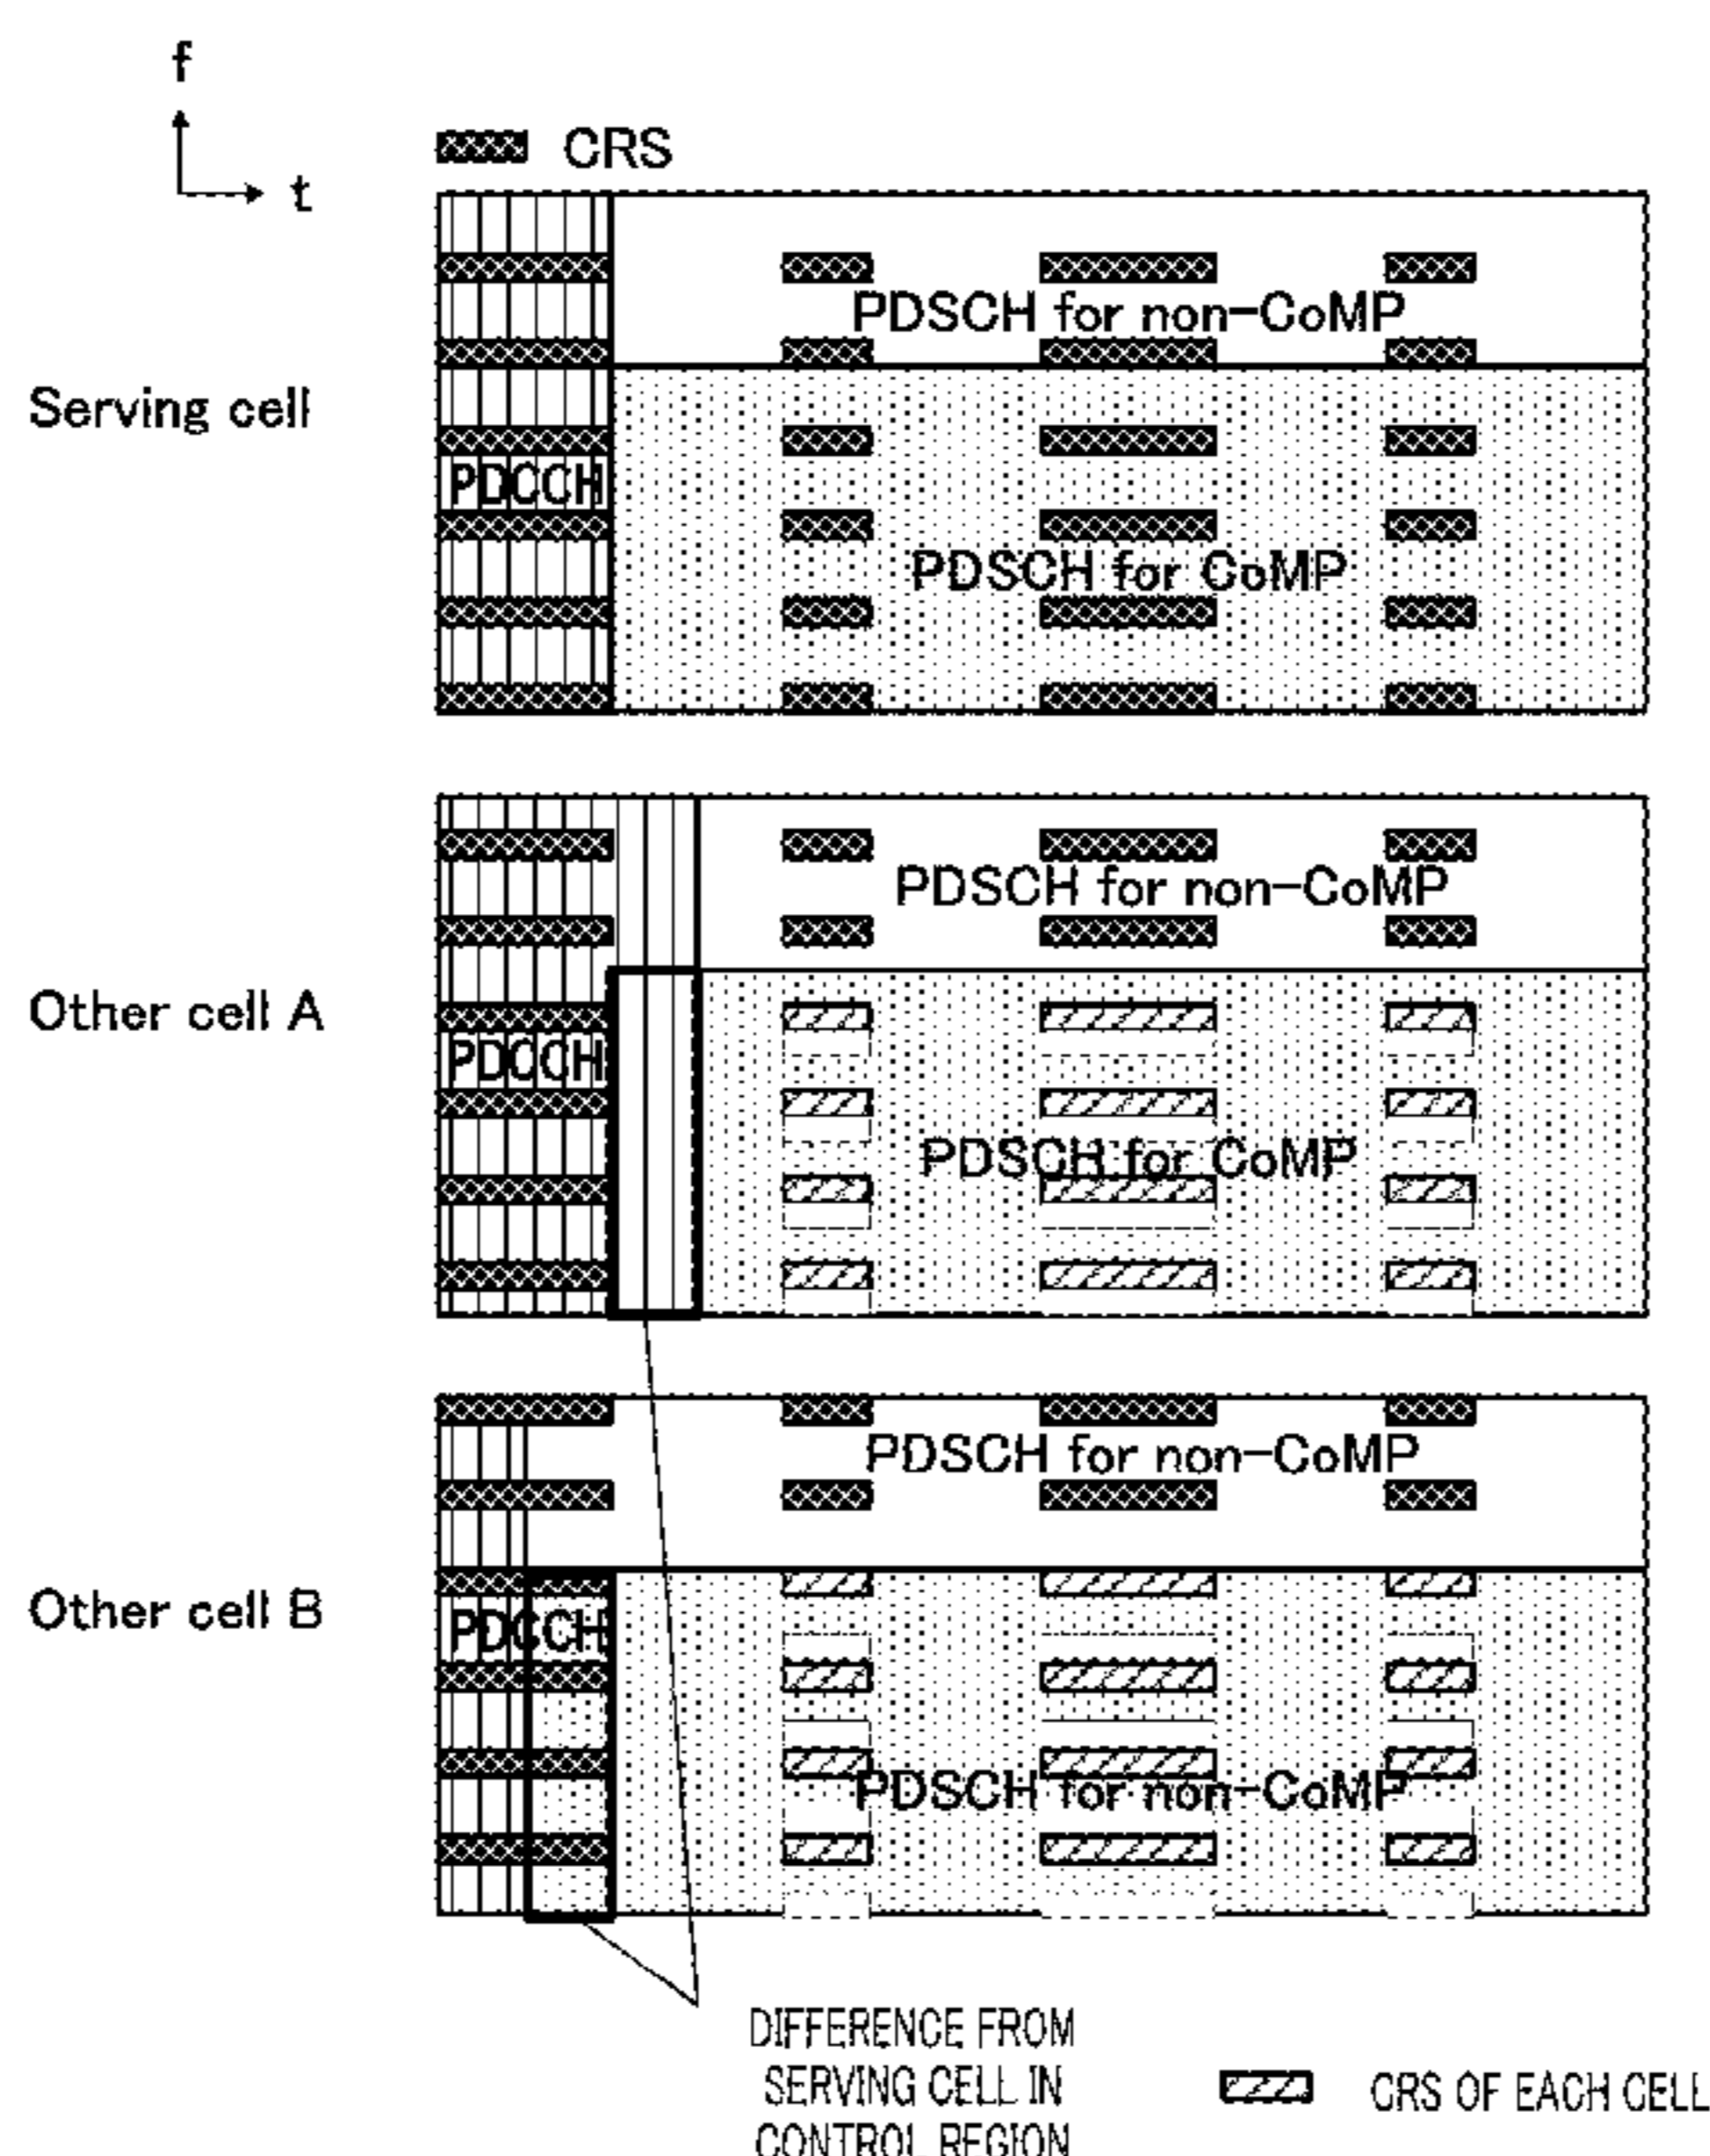 f
t
CRS
PDSCH for non-CoMP
Serving cell
PDCCH
PDSCH for CoMP
PDSCH for non-CoMP
Other cell A
PDCCH
PDSCH for CoMP
PDSCH for non-CoMP
Other cell B
PDCCH
PDSCH for non-CoMP
DIFFERENCE FROM
SERVING CELL IN
CONTROL REGION
CRS OF EACH CELL